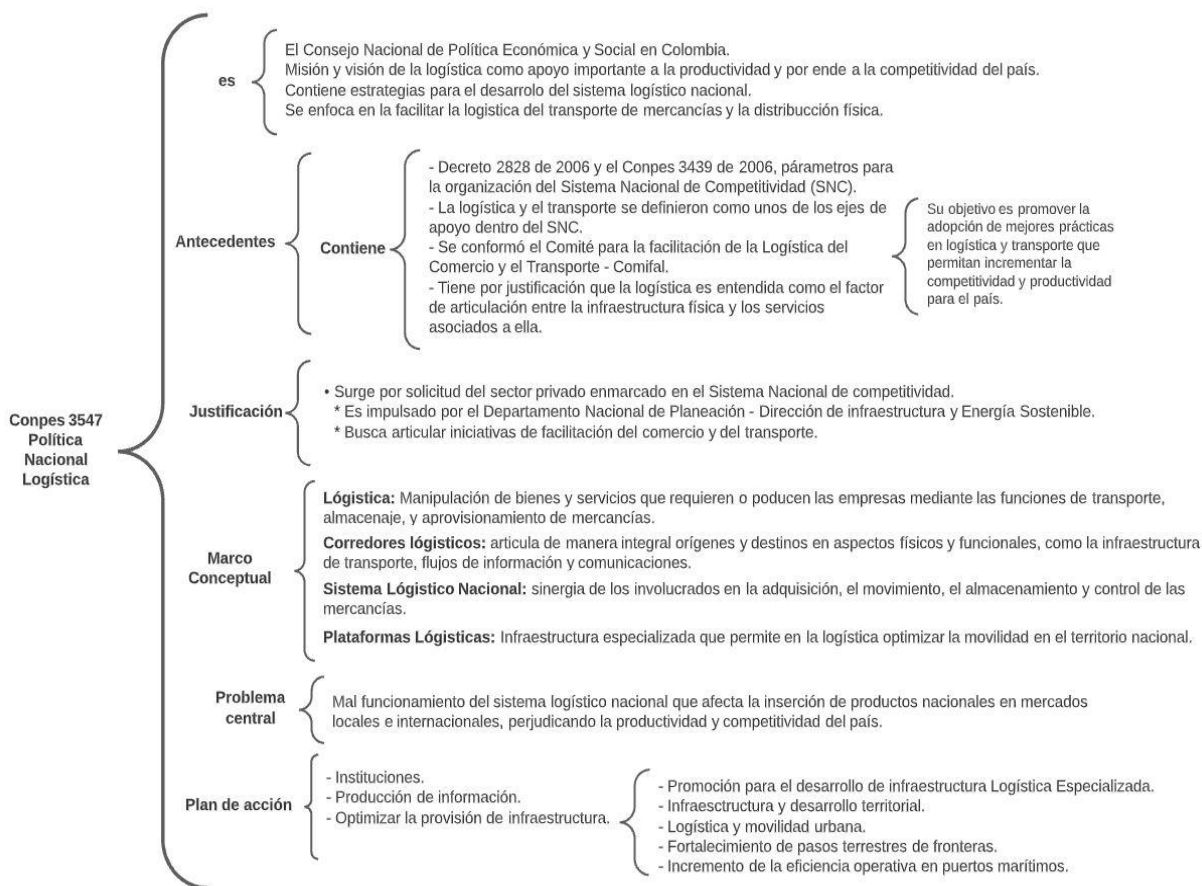 es
El Consejo Nacional de Política Económica y Social en Colombia.
Misión y visión de la logística como apoyo importante a la productividad y por ende a la competitividad del país.
Contiene estrategias para el desarrolo del sistema logístico nacional.
Se enfoca en la facilitar la logistica del transporte de mercancías y la distribucción física.
Antecedentes
Contiene
- Decreto 2828 de 2006 y el Conpes 3439 de 2006, párametros para
la organización del Sistema Nacional de Competitividad (SNC).
- La logística y el transporte se definieron como unos de los ejes de
apoyo dentro del SNC.
- Se conformó el Comité para la facilitación de la Logística del
Comercio y el Transporte - Comifal.
- Tiene por justificación que la logística es entendida como el factor
de articulación entre la infraestructura física y los servicios
asociados a ella.
Su objetivo es promover la
adopción de mejores prácticas
en logística y transporte que
permitan incrementar la
competitividad y productividad
para el país.
Conpes 3547
Política
Nacional
Logística
Justificación
• Surge por solicitud del sector privado enmarcado en el Sistema Nacional de competitividad.
* Es impulsado por el Departamento Nacional de Planeación - Dirección de infraestructura y Energía Sostenible.
* Busca articular iniciativas de facilitación del comercio y del transporte.
Marco
Conceptual
Lógistica: Manipulación de bienes y servicios que requieren o poducen las empresas mediante las funciones de transporte,
almacenaje, y aprovisionamiento de mercancías.
Corredores lógisticos: articula de manera integral orígenes y destinos en aspectos físicos y funcionales, como la infraestructura
de transporte, flujos de información y comunicaciones.
Sistema Lógistico Nacional: sinergia de los involucrados en la adquisición, el movimiento, el almacenamiento y control de las
mercancías.
Plataformas Lógisticas: Infraestructura especializada que permite en la logística optimizar la movilidad en el territorio nacional.
Problema
central
Mal funcionamiento del sistema logístico nacional que afecta la inserción de productos nacionales en mercados
locales e internacionales, perjudicando la productividad y competitividad del país.
Plan de acción
- Instituciones.
- Producción de información.
- Optimizar la provisión de infraestructura.
- Promoción para el desarrollo de infraestructura Logística Especializada.
- Infraesctructura y desarrollo territorial.
- Logística y movilidad urbana.
- Fortalecimiento de pasos terrestres de fronteras.
- Incremento de la eficiencia operativa en puertos marítimos.